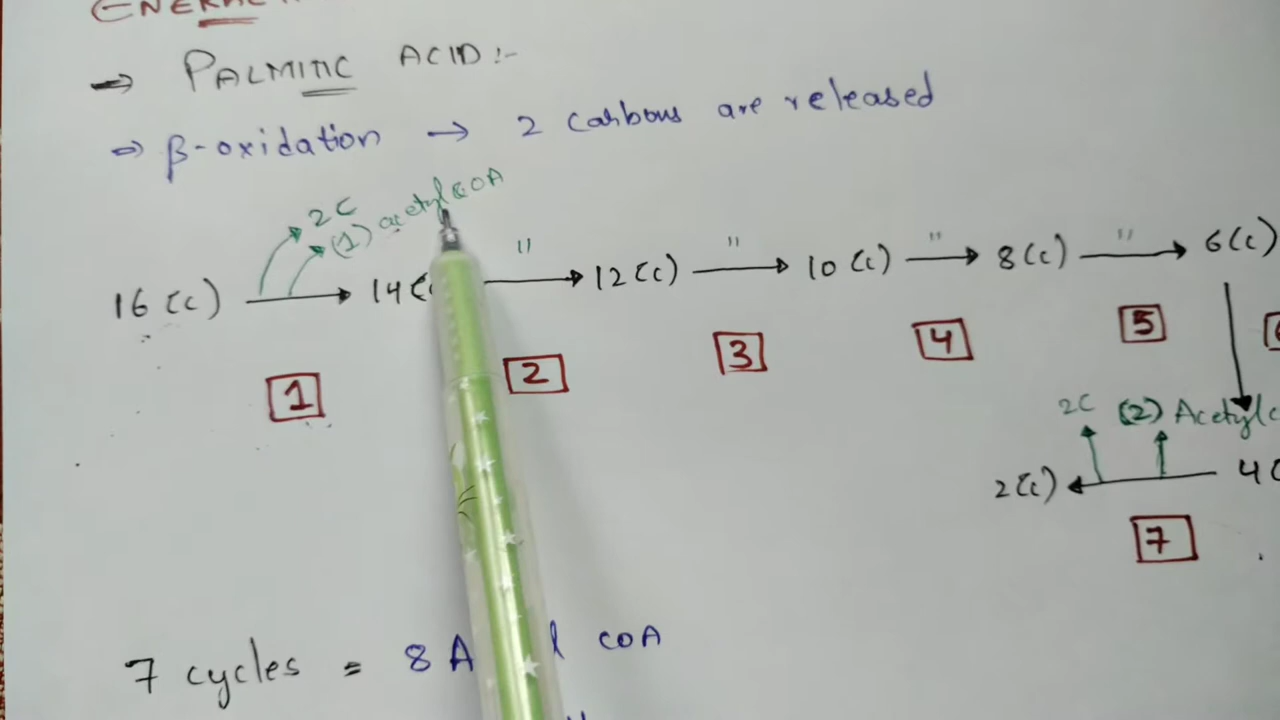 → PALMITIC ACID:-
⇒ β-oxidation → 2 carbons are released
2C
(1) acetyl COA
16 (C) → 14 → 12 (C) → 10 (C) → 8 (C) → 6 (C)
" " " "
1 2 3 4 5
2C (2) Acetyl
2 (C) ← 4
7
7 cycles = 8 A l COA